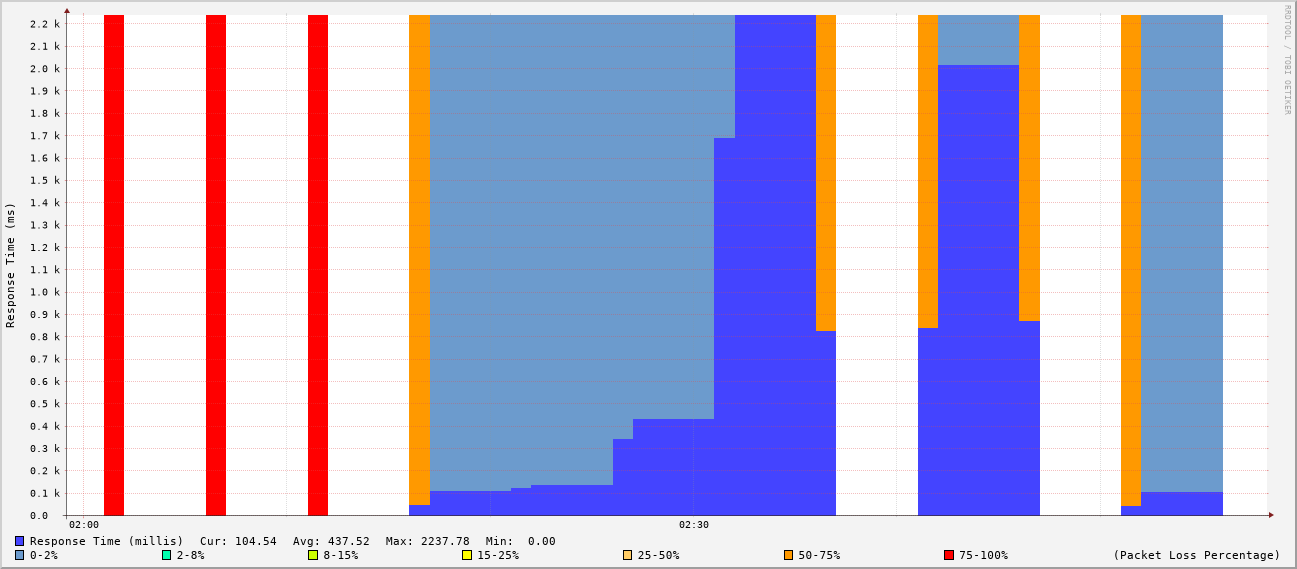 RRDTOOL / TOBI OETIKER
Response Time (ms)
2.2 k
2.1 k
2.0 k
1.9 k
1.8 k
1.7 k
1.6 k
1.5 k
1.4 k
1.3 k
1.2 k
1.1 k
1.0 k
0.9 k
0.8 k
0.7 k
0.6 k
0.5 k
0.4 k
0.3 k
0.2 k
0.1 k
0.0
02:00 02:30
Response Time (millis) Cur: 104.54 Avg: 437.52 Max: 2237.78 Min: 0.00
0-2% 2-8% 8-15% 15-25% 25-50% 50-75% 75-100% (Packet Loss Percentage)